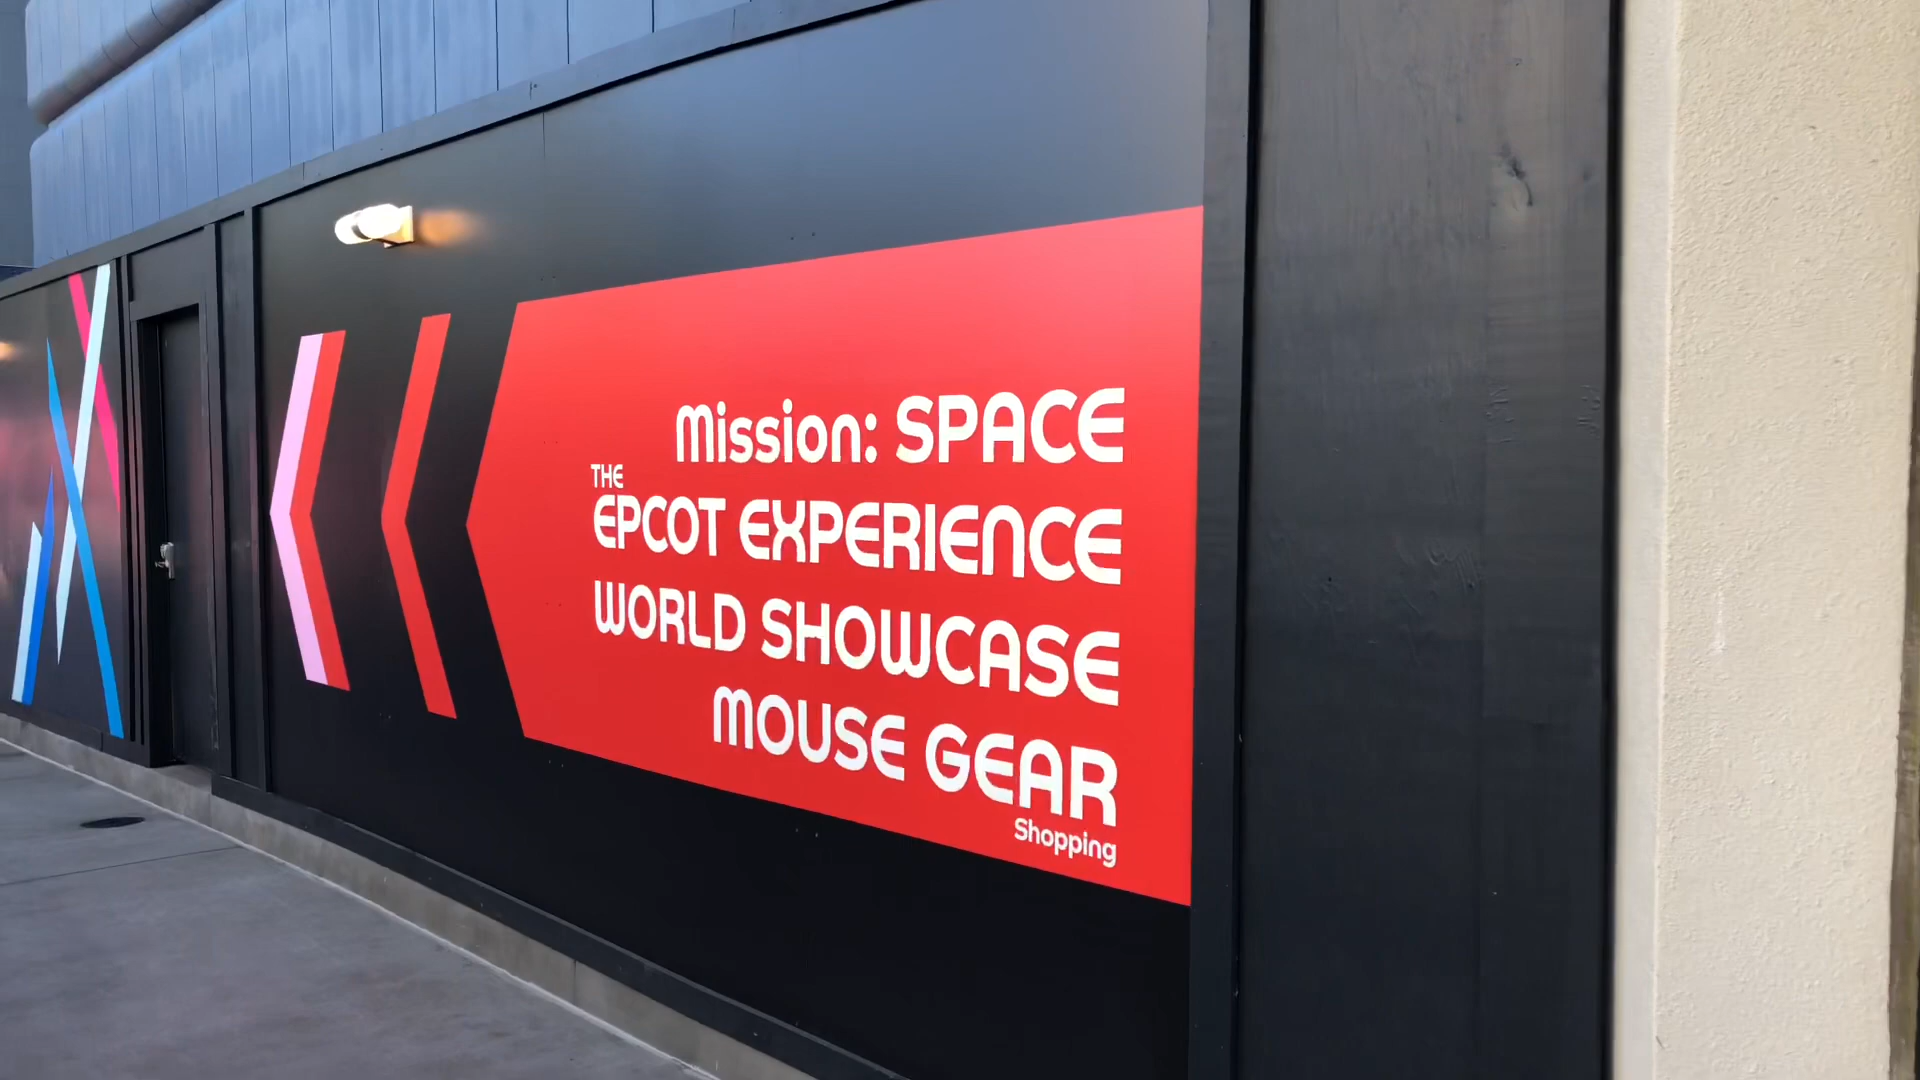 Mission: SPACE
THE
EPCOT EXPERIENCE
WORLD SHOWCASE
MOUSE GEAR
Shopping